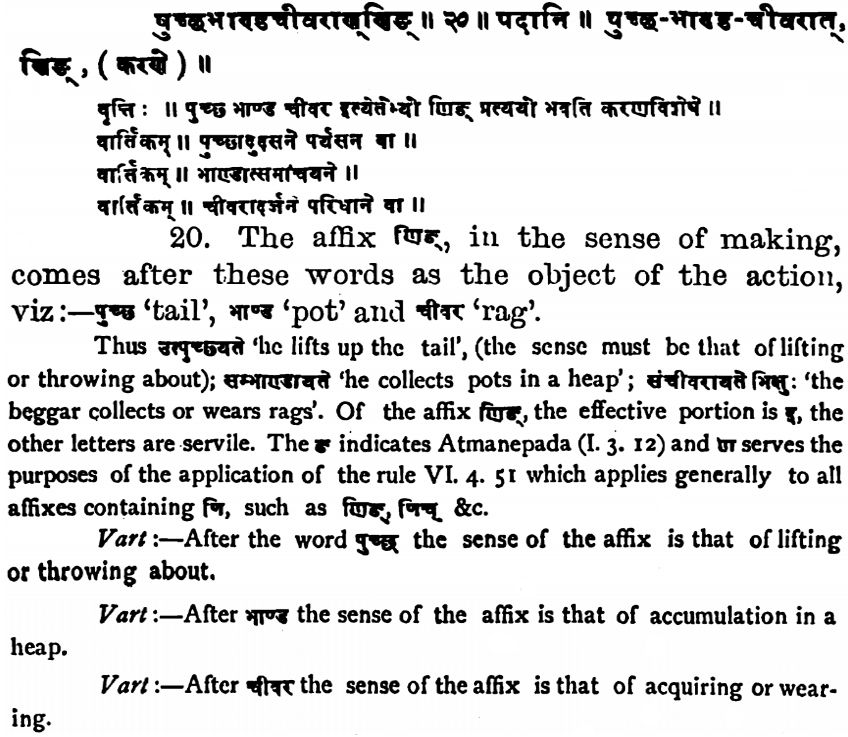 पुच्छभाण्डचीवराण्णिङ् ॥ २० ॥ पदानि ॥ पुच्छ-भाण्ड-चीवरात्,
णिङ्, ( करणे ) ॥
वृत्तिः ॥ पुच्छ भाण्ड चीवर इत्येतेभ्यो णिङ् प्रत्ययो भवति करणविशेषे ॥
वार्तिकम् ॥ पुच्छादुदसने पर्यसन वा ॥
वार्तिकम् ॥ भाण्डात्समाचयने ॥
वार्तिकम् ॥ चीवरादर्जने परिधाने वा ॥
20. The affix णिङ्, in the sense of making,
comes after these words as the object of the action,
viz:—पुच्छ 'tail', भाण्ड 'pot' and चीवर 'rag'.
Thus उत्पुच्छयते 'he lifts up the tail', (the sense must be that of lifting
or throwing about); सम्भाण्डायते 'he collects pots in a heap'; संचीवरायते भिक्षु: 'the
beggar collects or wears rags'. Of the affix णिङ्, the effective portion is इ, the
other letters are servile. The ङ indicates Atmanepada (I. 3. 12) and ण serves the
purposes of the application of the rule VI. 4. 51 which applies generally to all
affixes containing णि, such as णिङ्, णिच् &c.
Vart:—After the word पुच्छ the sense of the affix is that of lifting
or throwing about.
Vart:—After भाण्ड the sense of the affix is that of accumulation in a
heap.
Vart:—After चीवर the sense of the affix is that of acquiring or wear-
ing.